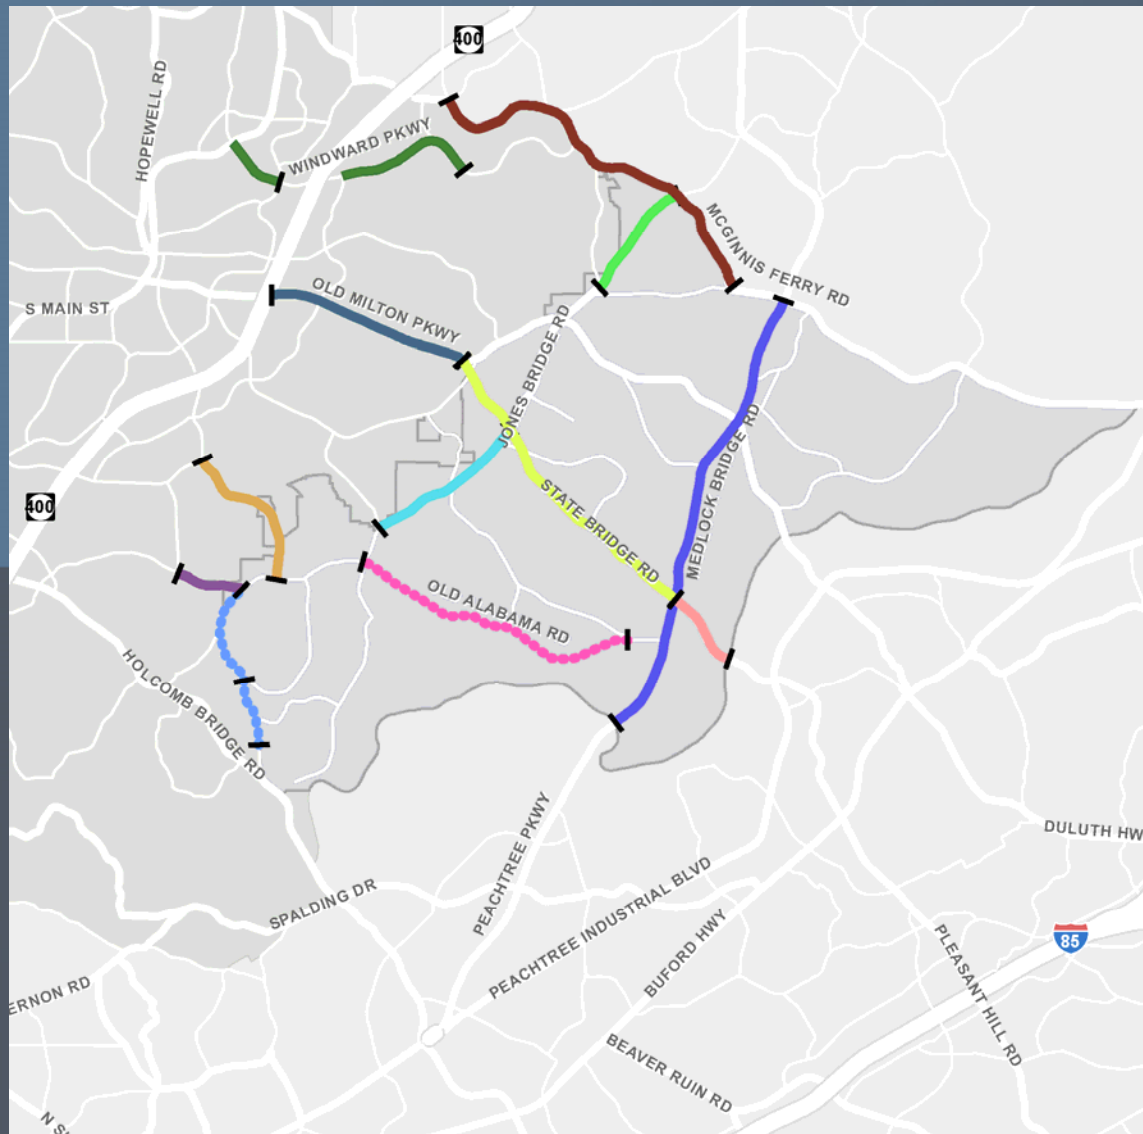 400
HOPEWELL RD
WINDWARD PKWY
MCGINNIS FERRY RD
OLD MILTON PKWY
S MAIN ST
JONES BRIDGE RD
MEDLOCK BRIDGE RD
400
STATE BRIDGE RD
OLD ALABAMA RD
HOLCOMB BRIDGE RD
PEACHTREE PKWY
DULUTH HW
SPALDING DR
PEACHTREE INDUSTRIAL BLVD
BUFORD HWY
85
PLEASANT HILL RD
ERNON RD
BEAVER RUIN RD